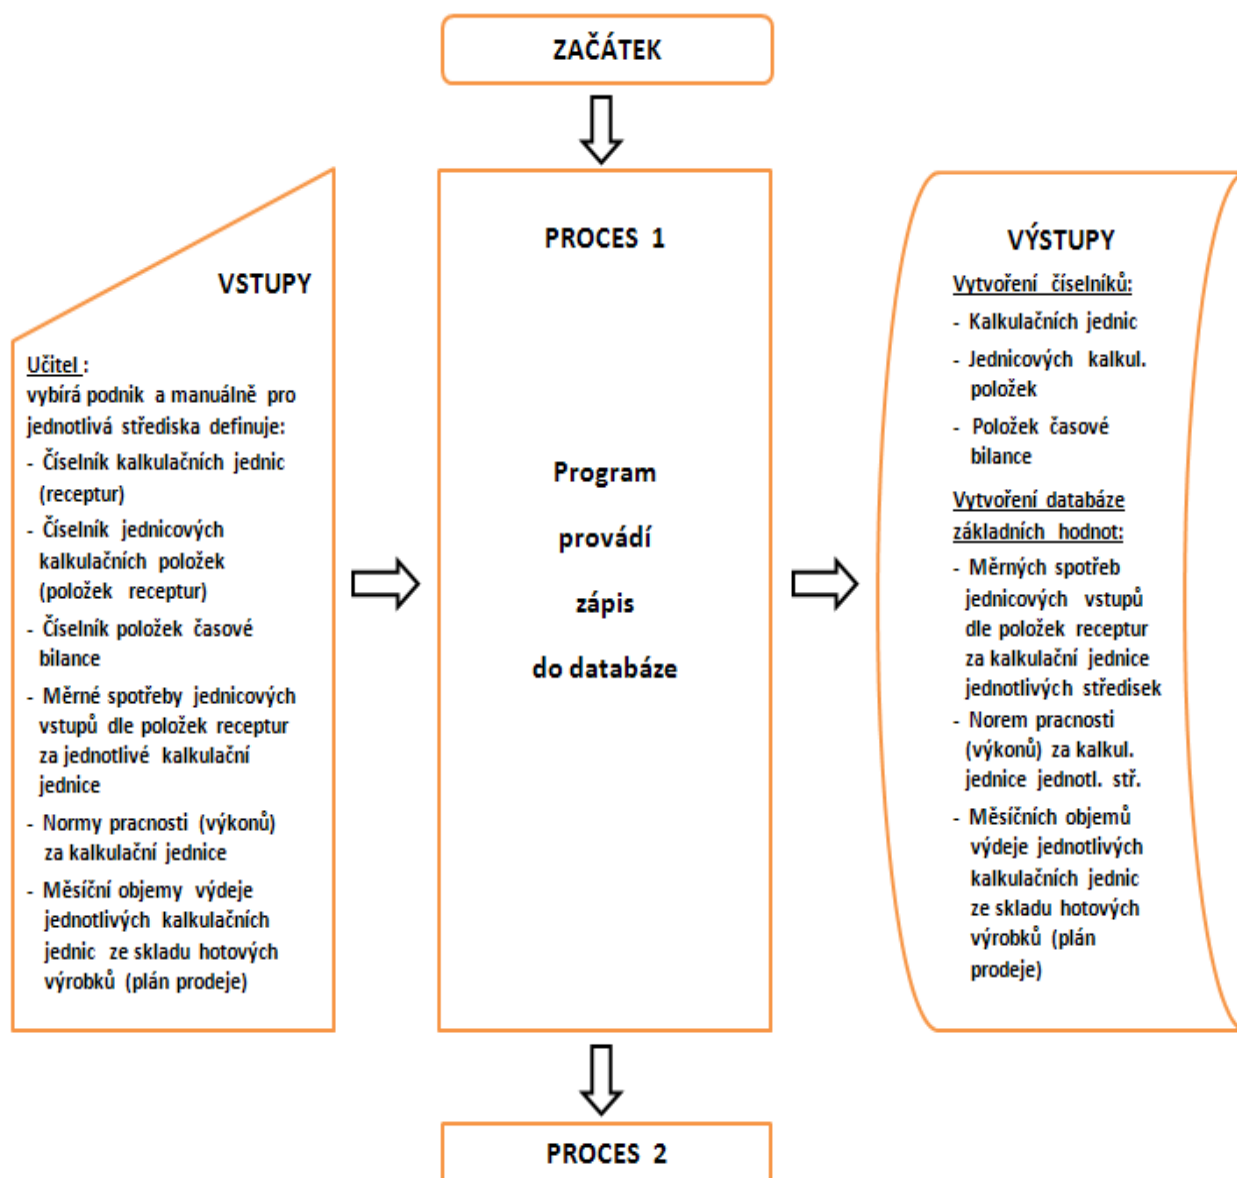 ZAČÁTEK
VSTUPY
Učitel :
vybírá podnik a manuálně pro
jednotlivá střediska definuje:
- Číselník kalkulačních jednic
(receptur)
- Číselník jednicových
kalkulačních položek
(položek receptur)
- Číselník položek časové
bilance
- Měrné spotřeby jednicových
vstupů dle položek receptur
za jednotlivé kalkulační
jednice
- Normy pracnosti (výkonů)
za kalkulační jednice
- Měsíční objemy výdeje
jednotlivých kalkulačních
jednic ze skladu hotových
výrobků (plán prodeje)
PROCES 1
Program
provádí
zápis
do databáze
VÝSTUPY
Vytvoření číselníků:
- Kalkulačních jednic
- Jednicových kalkul.
položek
- Položek časové
bilance
Vytvoření databáze
základních hodnot:
- Měrných spotřeb
jednicových vstupů
dle položek receptur
za kalkulační jednice
jednotlivých středisek
- Norem pracnosti
(výkonů) za kalkul.
jednice jednotl. stř.
- Měsíčních objemů
výdeje jednotlivých
kalkulačních jednic
ze skladu hotových
výrobků (plán
prodeje)
PROCES 2